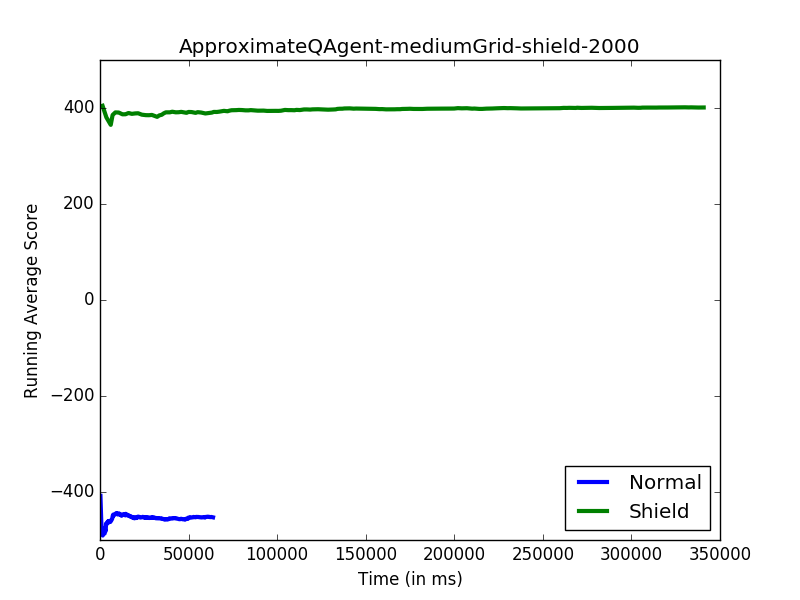 ApproximateQAgent-mediumGrid-shield-2000
400
200
0
−200
−400
Running Average Score
0
50000
100000
150000
200000
250000
300000
350000
Time (in ms)
Normal
Shield